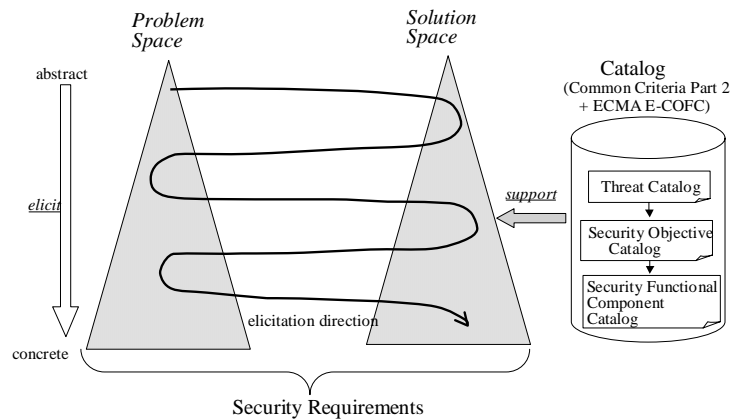 Problem
Space
Solution
Space
abstract
elicit
concrete
elicitation direction
Security Requirements
support
Catalog
(Common Criteria Part 2
+ ECMA E-COFC)
Threat Catalog
Security Objective
Catalog
Security Functional
Component
Catalog